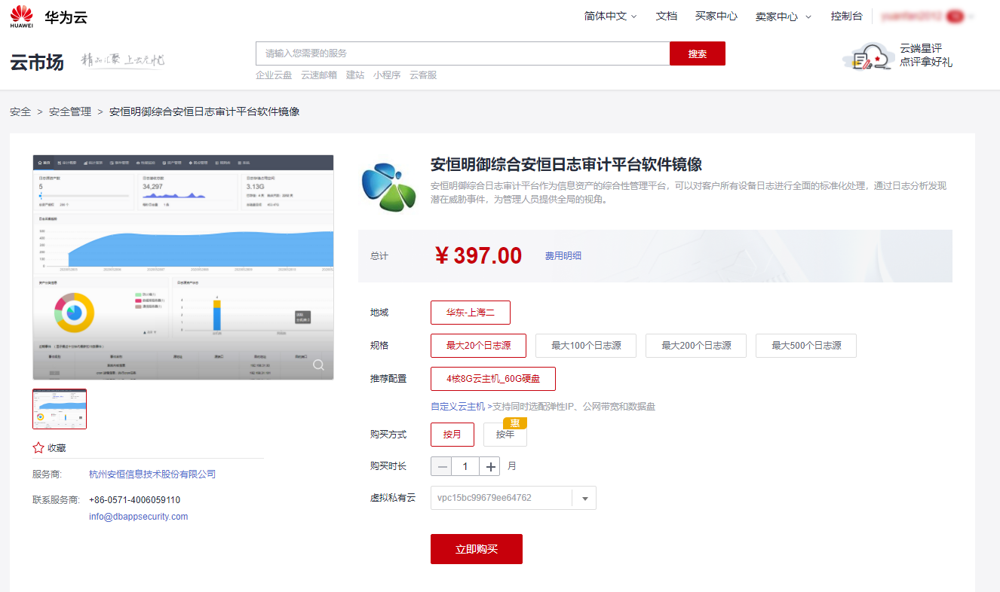 HUAWEI
华为云
简体中文 文档 买家中心 卖家中心 控制台
云市场 精品汇聚 上云无忧
请输入您需要的服务 搜索
企业云盘 云速邮箱 建站 小程序 云客服
云端星评
点评拿好礼
安全 > 安全管理 > 安恒明御综合安恒日志审计平台软件镜像
5
34,297
3.13G
安恒明御综合安恒日志审计平台软件镜像
安恒明御综合日志审计平台作为信息资产的综合性管理平台，可以对客户所有设备日志进行全面的标准化处理，通过日志分析发现
潜在威胁事件，为管理人员提供全局的视角。
总计 ¥ 397.00 费用明细
地域 华东-上海二
规格 最大20个日志源 最大100个日志源 最大200个日志源 最大500个日志源
推荐配置 4核8G云主机_60G硬盘
自定义云主机 >支持同时选配弹性IP、公网带宽和数据盘
惠
购买方式 按月 按年
购买时长 1 月
虚拟私有云 vpc15bc99679ee64762
立即购买
收藏
服务商: 杭州安恒信息技术股份有限公司
联系服务商: +86-0571-4006059110
info@dbappsecurity.com